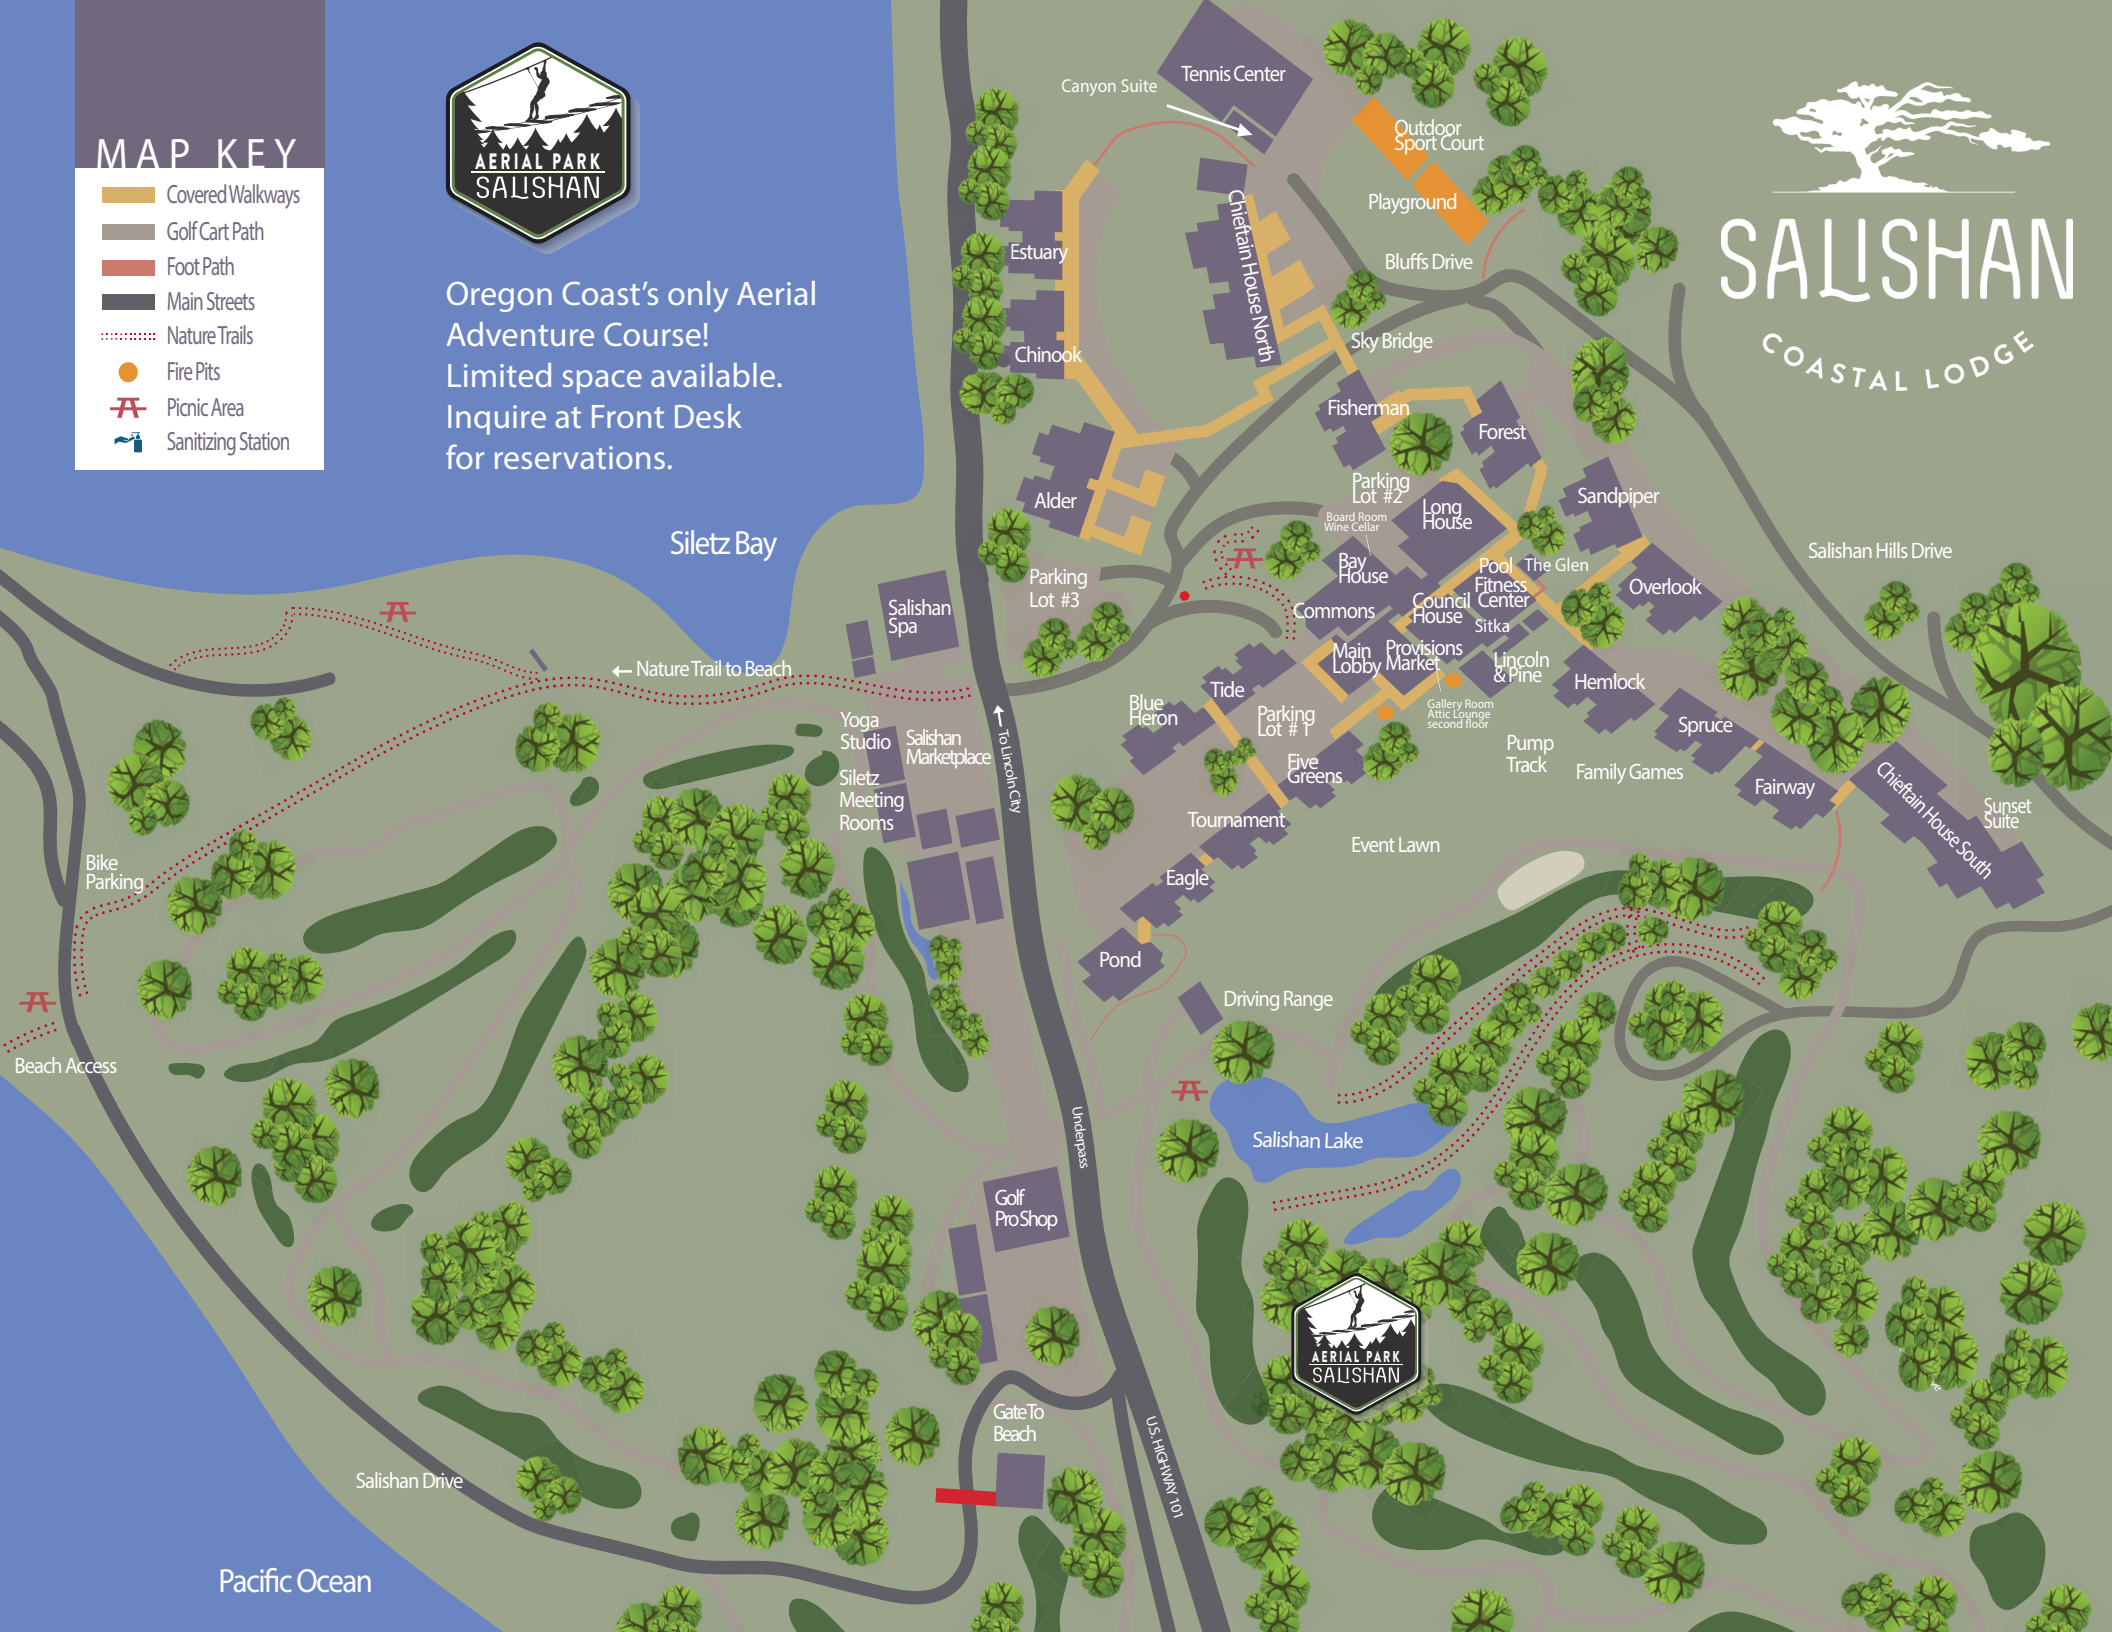 MAP KEY
Covered Walkways
Golf Cart Path
Foot Path
Main Streets
Nature Trails
Fire Pits
Picnic Area
Sanitizing Station
AERIAL PARK
SALISHAN
Oregon Coast's only Aerial
Adventure Course!
Limited space available.
Inquire at Front Desk
for reservations.
SALISHAN
COASTAL LODGE
Canyon Suite
Tennis Center
Outdoor
Sport Court
Playground
Bluffs Drive
Sky Bridge
Chieftain House North
Estuary
Chinook
Alder
Fisherman
Forest
Sandpiper
Parking
Lot #2
Board Room
Wine Cellar
Long
House
Bay
House
Pool
Fitness
Center
The Glen
Overlook
Salishan Hills Drive
Siletz Bay
Parking
Lot #3
Salishan
Spa
Commons
Council
House
Sitka
Main
Lobby
Provisions
Market
Lincoln
& Pine
Gallery Room
Attic Lounge
second floor
Hemlock
Spruce
Fairway
Chieftain House South
Sunset
Suite
Nature Trail to Beach
Tide
Blue
Heron
Parking
Lot # 1
Five
Greens
Pump
Track
Family Games
Tournament
Event Lawn
Eagle
Pond
Driving Range
Yoga
Studio
Salishan
Marketplace
Siletz
Meeting
Rooms
To Lincoln City
Bike
Parking
Beach Access
Underpass
Salishan Lake
Golf
Pro Shop
AERIAL PARK
SALISHAN
Gate To
Beach
U.S. HIGHWAY 101
Salishan Drive
Pacific Ocean